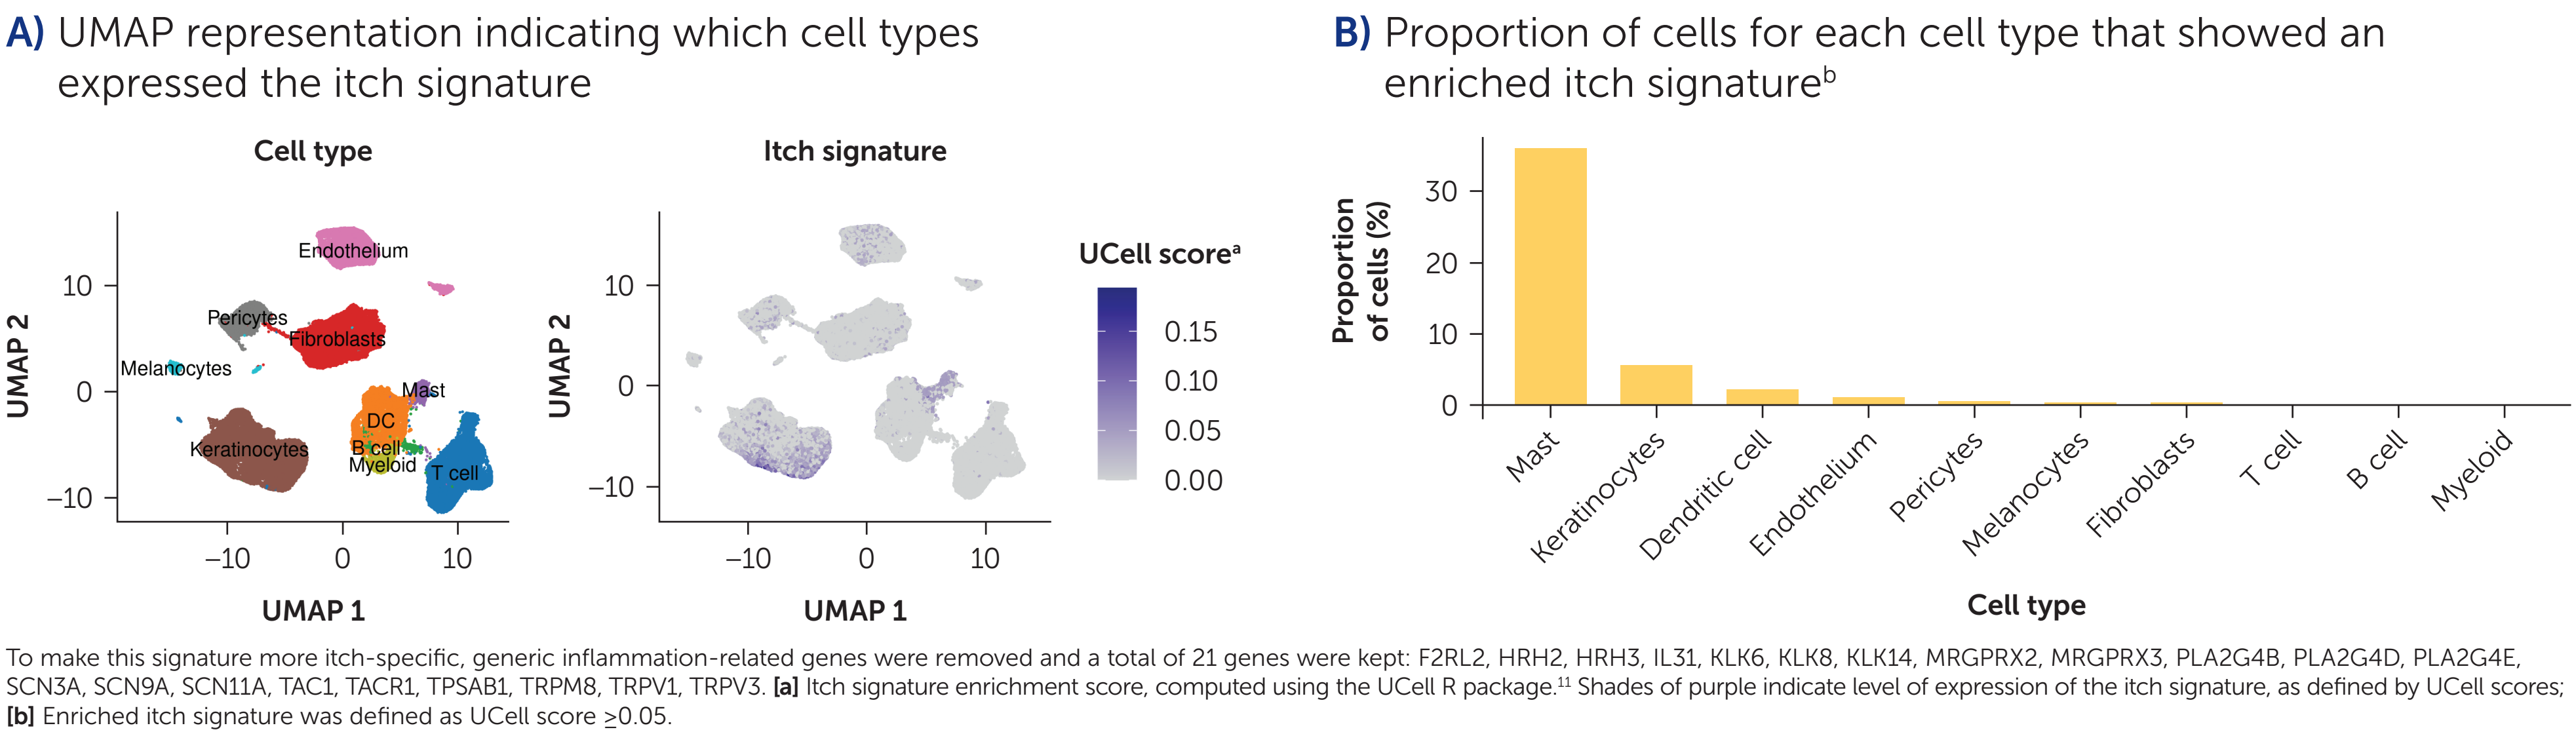 A) UMAP representation indicating which cell types
expressed the itch signature
Cell type
UMAP 2
10
0
−10
Endothelium
Pericytes
Fibroblasts
Melanocytes
Mast
DC
B cell
Myeloid
Keratinocytes
T cell
−10
0
10
UMAP 1
Itch signature
UMAP 2
10
0
−10
−10
0
10
UMAP 1
UCell scoreᵃ
0.15
0.10
0.05
0.00
B) Proportion of cells for each cell type that showed an
enriched itch signatureᵇ
Proportion
of cells (%)
30
20
10
0
Mast
Keratinocytes
Dendritic cell
Endothelium
Pericytes
Melanocytes
Fibroblasts
T cell
B cell
Myeloid
Cell type
To make this signature more itch-specific, generic inflammation-related genes were removed and a total of 21 genes were kept: F2RL2, HRH2, HRH3, IL31, KLK6, KLK8, KLK14, MRGPRX2, MRGPRX3, PLA2G4B, PLA2G4D, PLA2G4E,
SCN3A, SCN9A, SCN11A, TAC1, TACR1, TPSAB1, TRPM8, TRPV1, TRPV3. [a] Itch signature enrichment score, computed using the UCell R package.¹¹ Shades of purple indicate level of expression of the itch signature, as defined by UCell scores;
[b] Enriched itch signature was defined as UCell score ≥0.05.